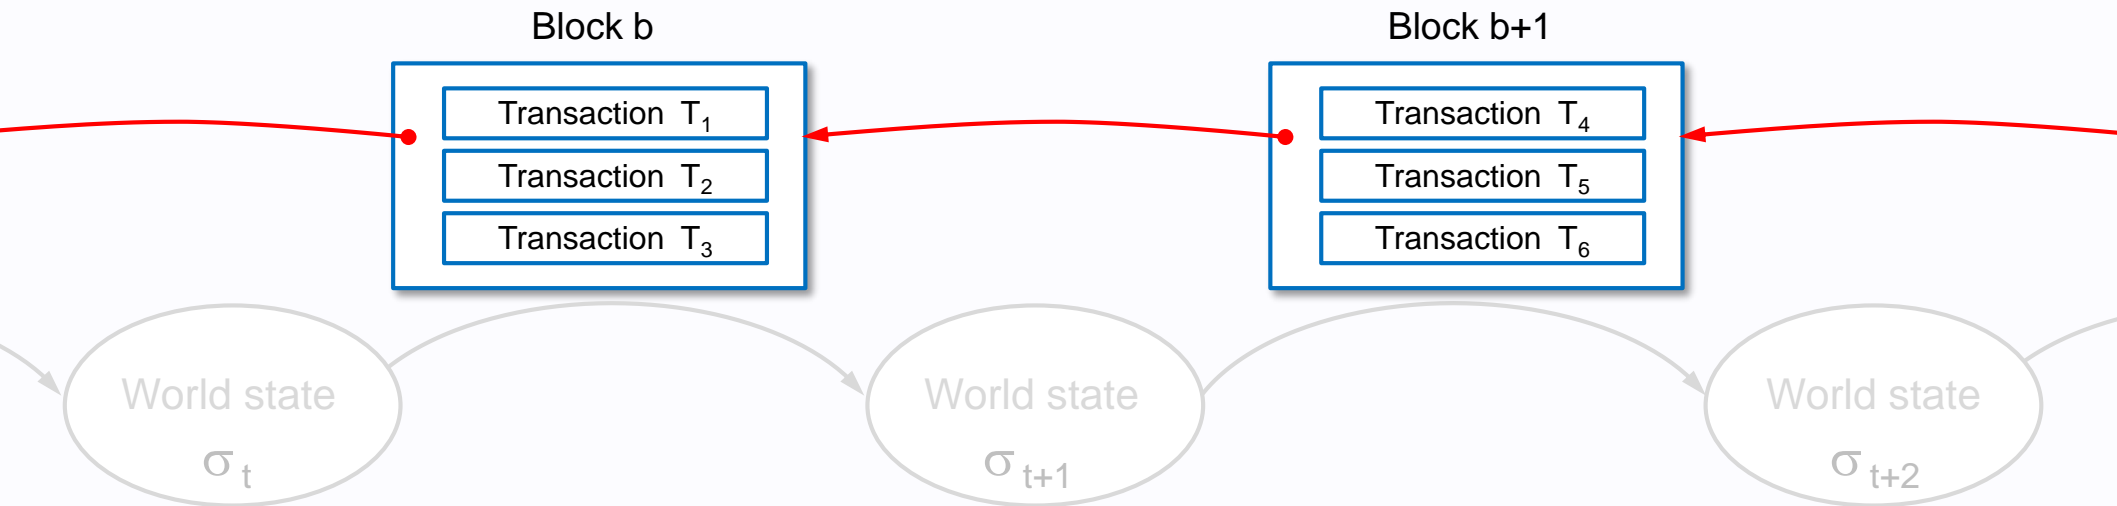 Block b
Block b+1
Transaction T1
Transaction T2
Transaction T3
Transaction T4
Transaction T5
Transaction T6
World state
σ t
World state
σ t+1
World state
σ t+2